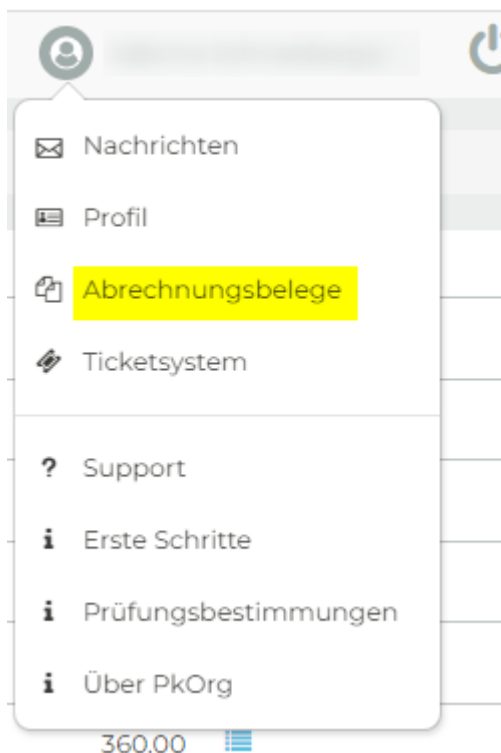 Nachrichten
Profil
Abrechnungsbelege
Ticketsystem
? Support
i Erste Schritte
i Prüfungsbestimmungen
i Über PkOrg
360.00